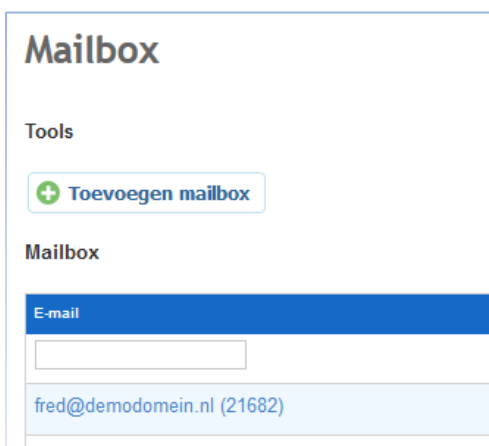 Mailbox
Tools
Toevoegen mailbox
Mailbox
E-mail
fred@demodomein.nl (21682)